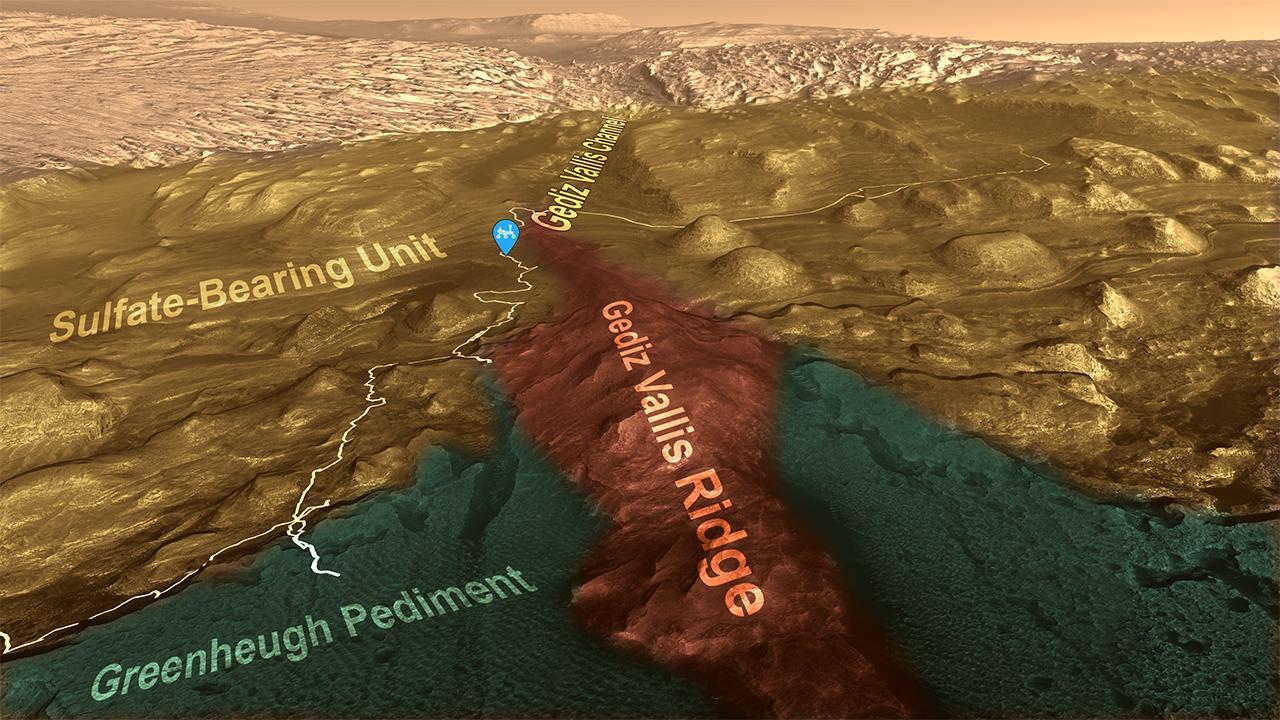 Gediz Vallis Channel
Sulfate-Bearing Unit
Gediz Vallis Ridge
Greenheugh Pediment